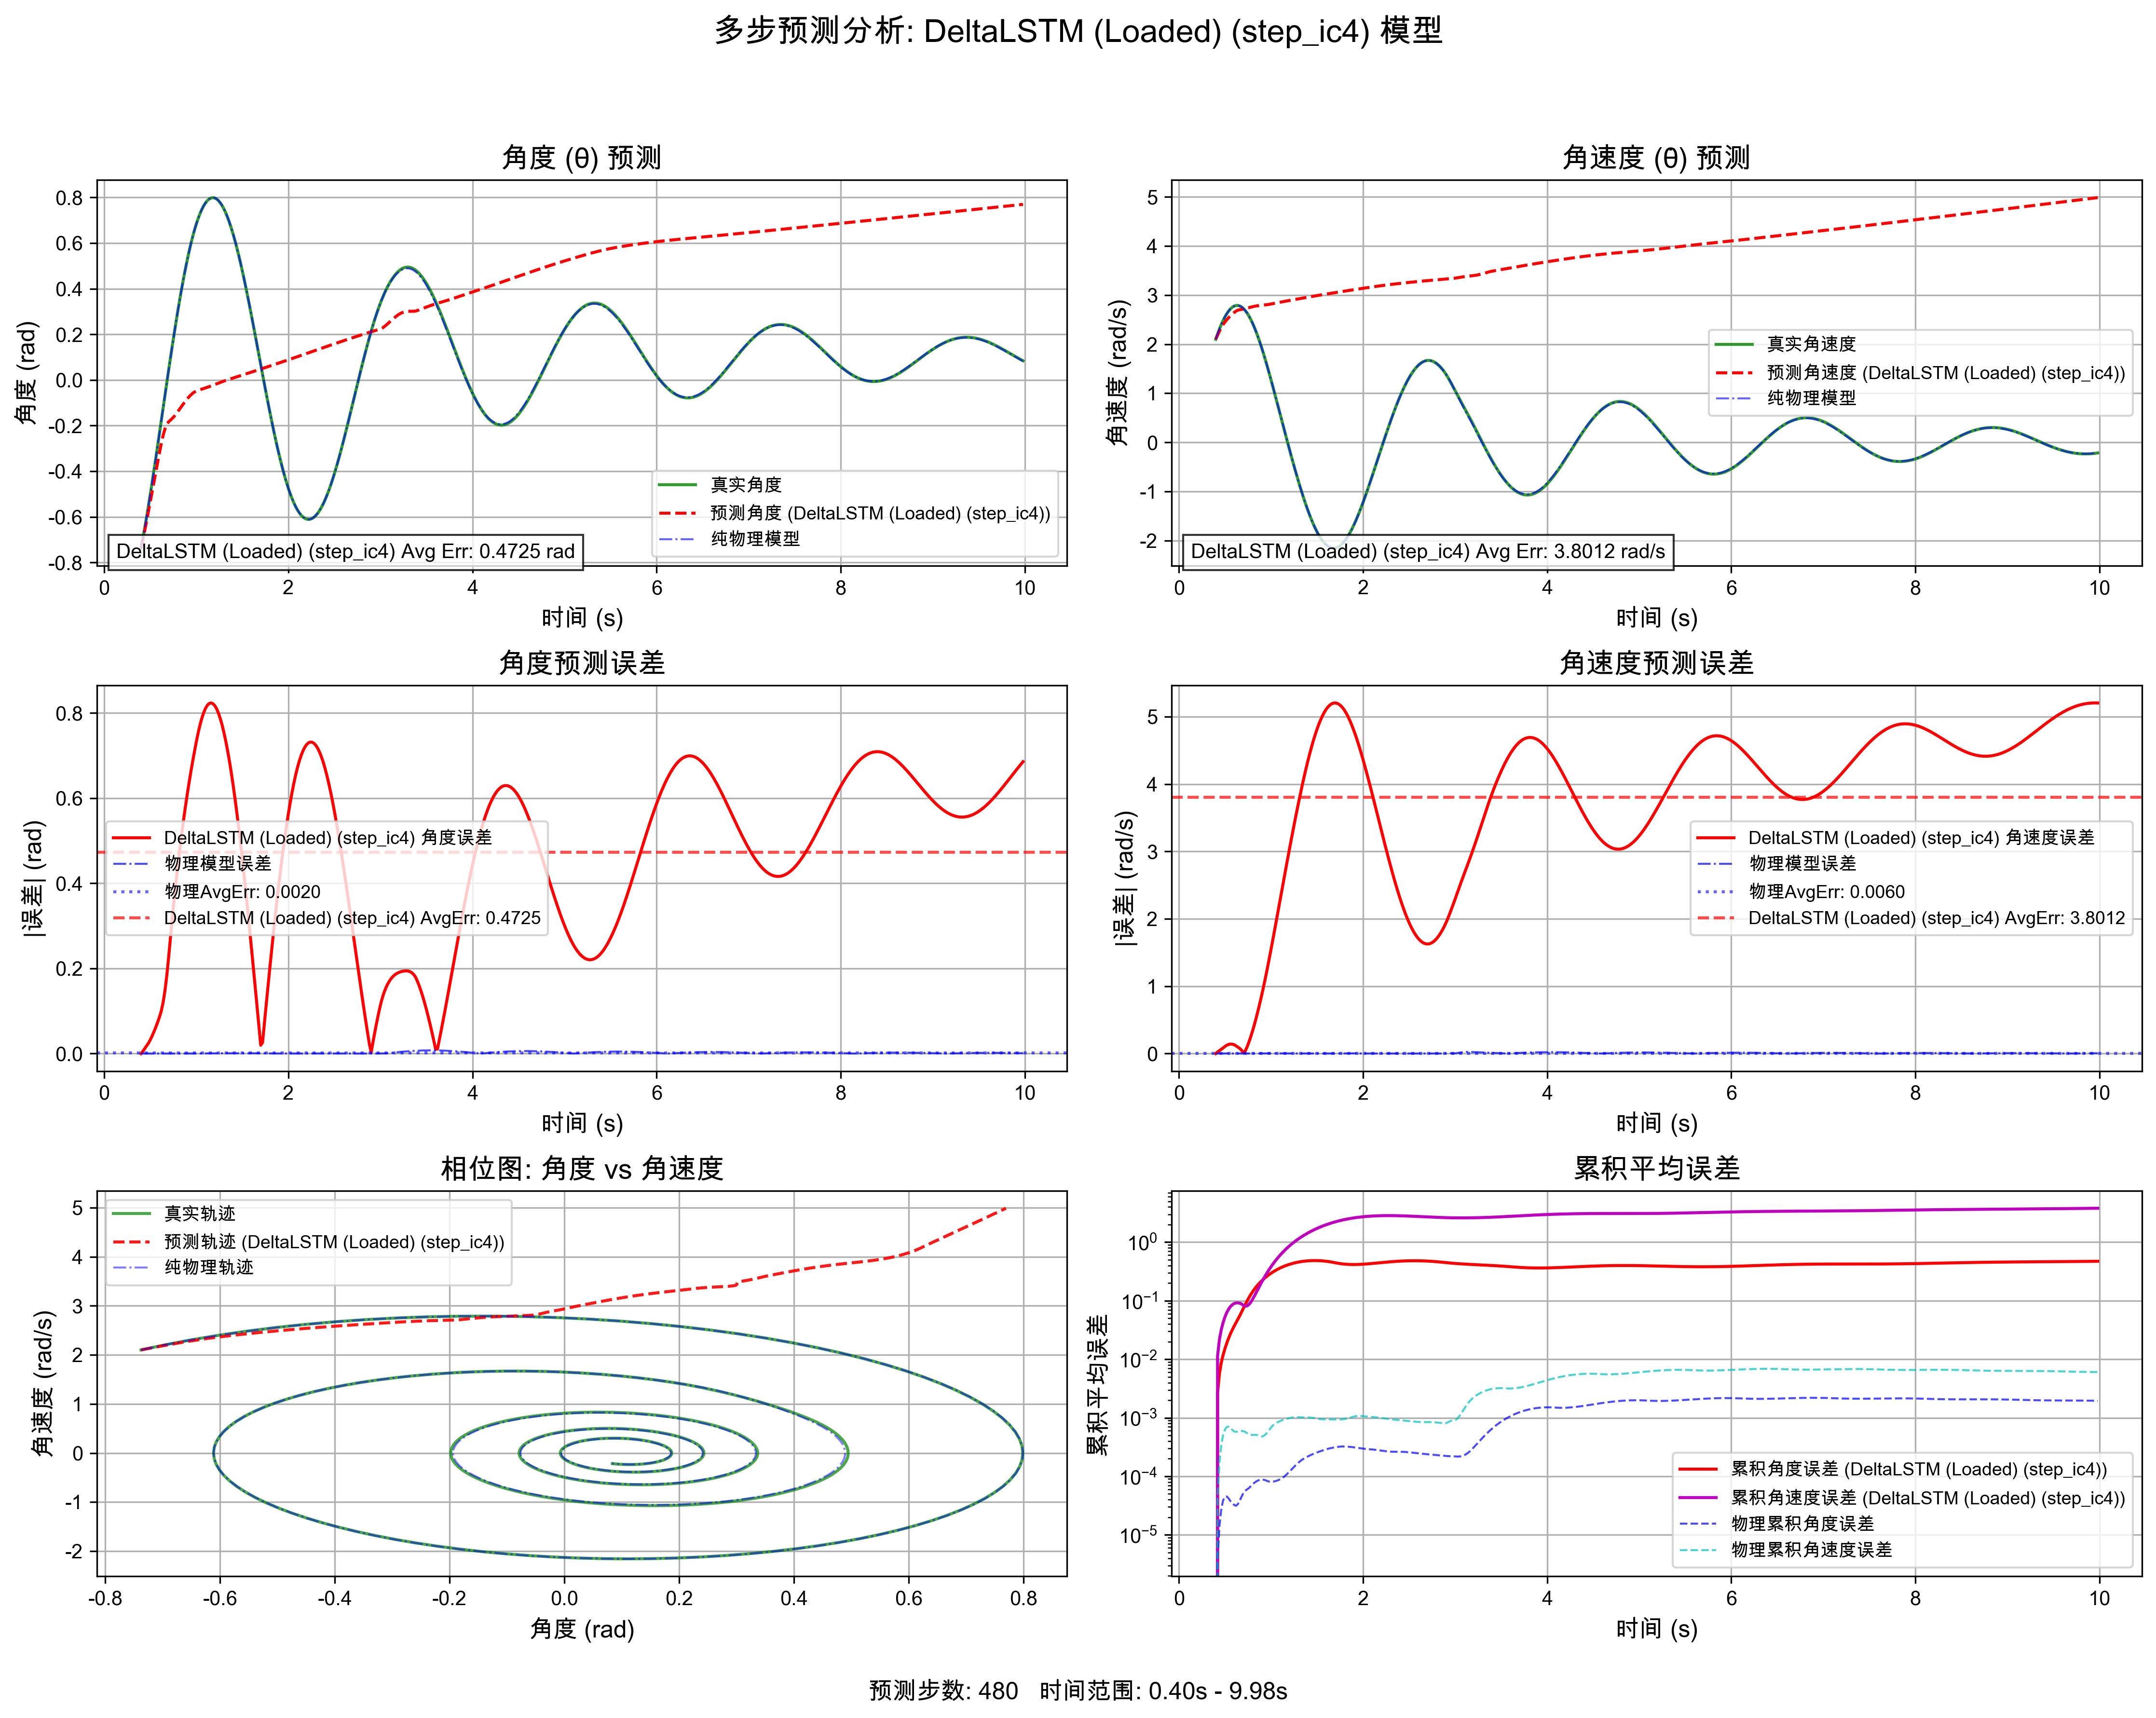 多步预测分析: DeltaLSTM (Loaded) (step_ic4) 模型
角度 (θ) 预测
角度 (rad)
0.8
0.6
0.4
0.2
0.0
-0.2
-0.4
-0.6
-0.8
真实角度
预测角度 (DeltaLSTM (Loaded) (step_ic4))
纯物理模型
DeltaLSTM (Loaded) (step_ic4) Avg Err: 0.4725 rad
0 2 4 6 8 10
时间 (s)
角速度 (θ) 预测
角速度 (rad/s)
5
4
3
2
1
0
-1
-2
真实角速度
预测角速度 (DeltaLSTM (Loaded) (step_ic4))
纯物理模型
DeltaLSTM (Loaded) (step_ic4) Avg Err: 3.8012 rad/s
0 2 4 6 8 10
时间 (s)
角度预测误差
|误差| (rad)
0.8
0.6
0.4
0.2
0.0
DeltaLSTM (Loaded) (step_ic4) 角度误差
物理模型误差
物理AvgErr: 0.0020
DeltaLSTM (Loaded) (step_ic4) AvgErr: 0.4725
0 2 4 6 8 10
时间 (s)
角速度预测误差
|误差| (rad/s)
5
4
3
2
1
0
DeltaLSTM (Loaded) (step_ic4) 角速度误差
物理模型误差
物理AvgErr: 0.0060
DeltaLSTM (Loaded) (step_ic4) AvgErr: 3.8012
0 2 4 6 8 10
时间 (s)
相位图: 角度 vs 角速度
角速度 (rad/s)
5
4
3
2
1
0
-1
-2
真实轨迹
预测轨迹 (DeltaLSTM (Loaded) (step_ic4))
纯物理轨迹
-0.8 -0.6 -0.4 -0.2 0.0 0.2 0.4 0.6 0.8
角度 (rad)
累积平均误差
累积平均误差
10⁰
10⁻¹
10⁻²
10⁻³
10⁻⁴
10⁻⁵
累积角度误差 (DeltaLSTM (Loaded) (step_ic4))
累积角速度误差 (DeltaLSTM (Loaded) (step_ic4))
物理累积角度误差
物理累积角速度误差
0 2 4 6 8 10
时间 (s)
预测步数: 480 时间范围: 0.40s - 9.98s